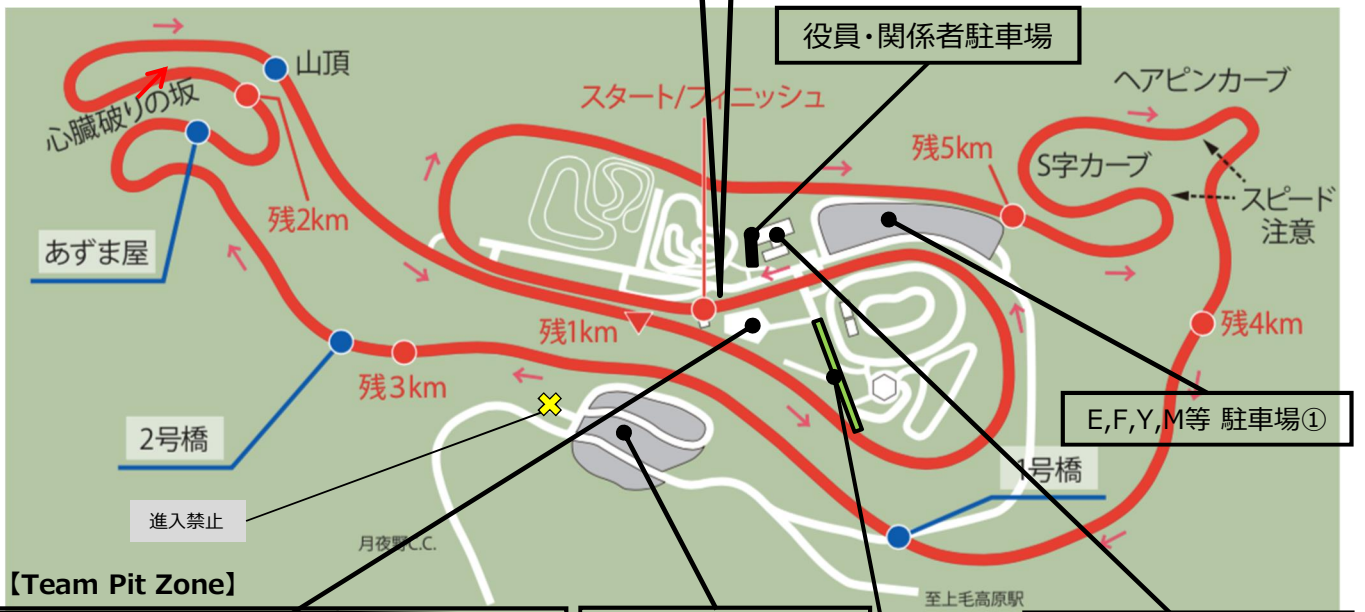 役員・関係者駐車場
山頂
ヘアピンカーブ
スタート/フィニッシュ
心臓破りの坂
残5km
S字カーブ
スピード
注意
残2km
あずま屋
残1km
残4km
残3km
E,F,Y,M等 駐車場①
2号橋
1号橋
進入禁止
月夜野C.C.
【Team Pit Zone】
至上毛高原駅